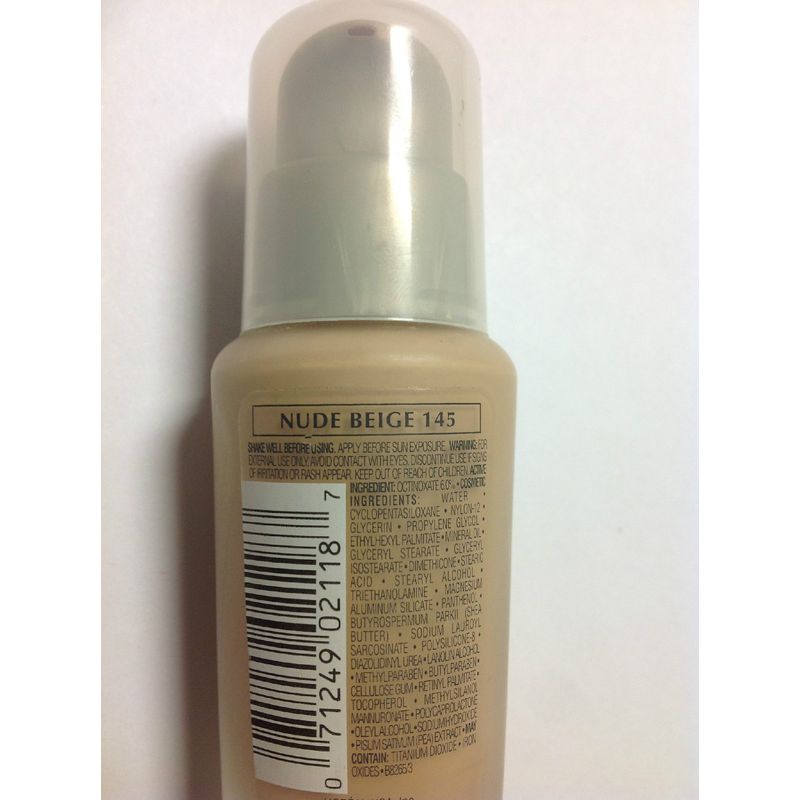 NUDE BEIGE 145
SHAKE WELL BEFORE USING. APPLY BEFORE SUN EXPOSURE. WARNING: FOR
EXTERNAL USE ONLY. AVOID CONTACT WITH EYES. DISCONTINUE USE IF SIGNS
OF IRRITATION OR RASH APPEAR. KEEP OUT OF REACH OF CHILDREN. ACTIVE
INGREDIENT: OCTINOXATE 6.0% • COSMETIC
INGREDIENTS: WATER •
CYCLOPENTASILOXANE • NYLON-12 •
GLYCERIN • PROPYLENE GLYCOL •
ETHYLHEXYL PALMITATE • MINERAL OIL •
GLYCERYL STEARATE • GLYCERYL
ISOSTEARATE • DIMETHICONE • STEARIC
ACID • STEARYL ALCOHOL •
TRIETHANOLAMINE • MAGNESIUM
ALUMINUM SILICATE • PANTHENOL •
BUTYROSPERMUM PARKII (SHEA
BUTTER) • SODIUM LAUROYL
SARCOSINATE • POLYSILICONE-8 •
DIAZOLIDINYL UREA • LANOLIN ALCOHOL
• METHYLPARABEN • BUTYLPARABEN •
CELLULOSE GUM • RETINYL PALMITATE •
TOCOPHEROL • METHYLSILANOL
MANNURONATE • POLYCAPROLACTONE
• OLEYL ALCOHOL • SODIUM HYDROXIDE
• PISUM SATIVUM (PEA) EXTRACT • MAY
CONTAIN: TITANIUM DIOXIDE • IRON
OXIDES • B8265/3
0 71249 02118 7